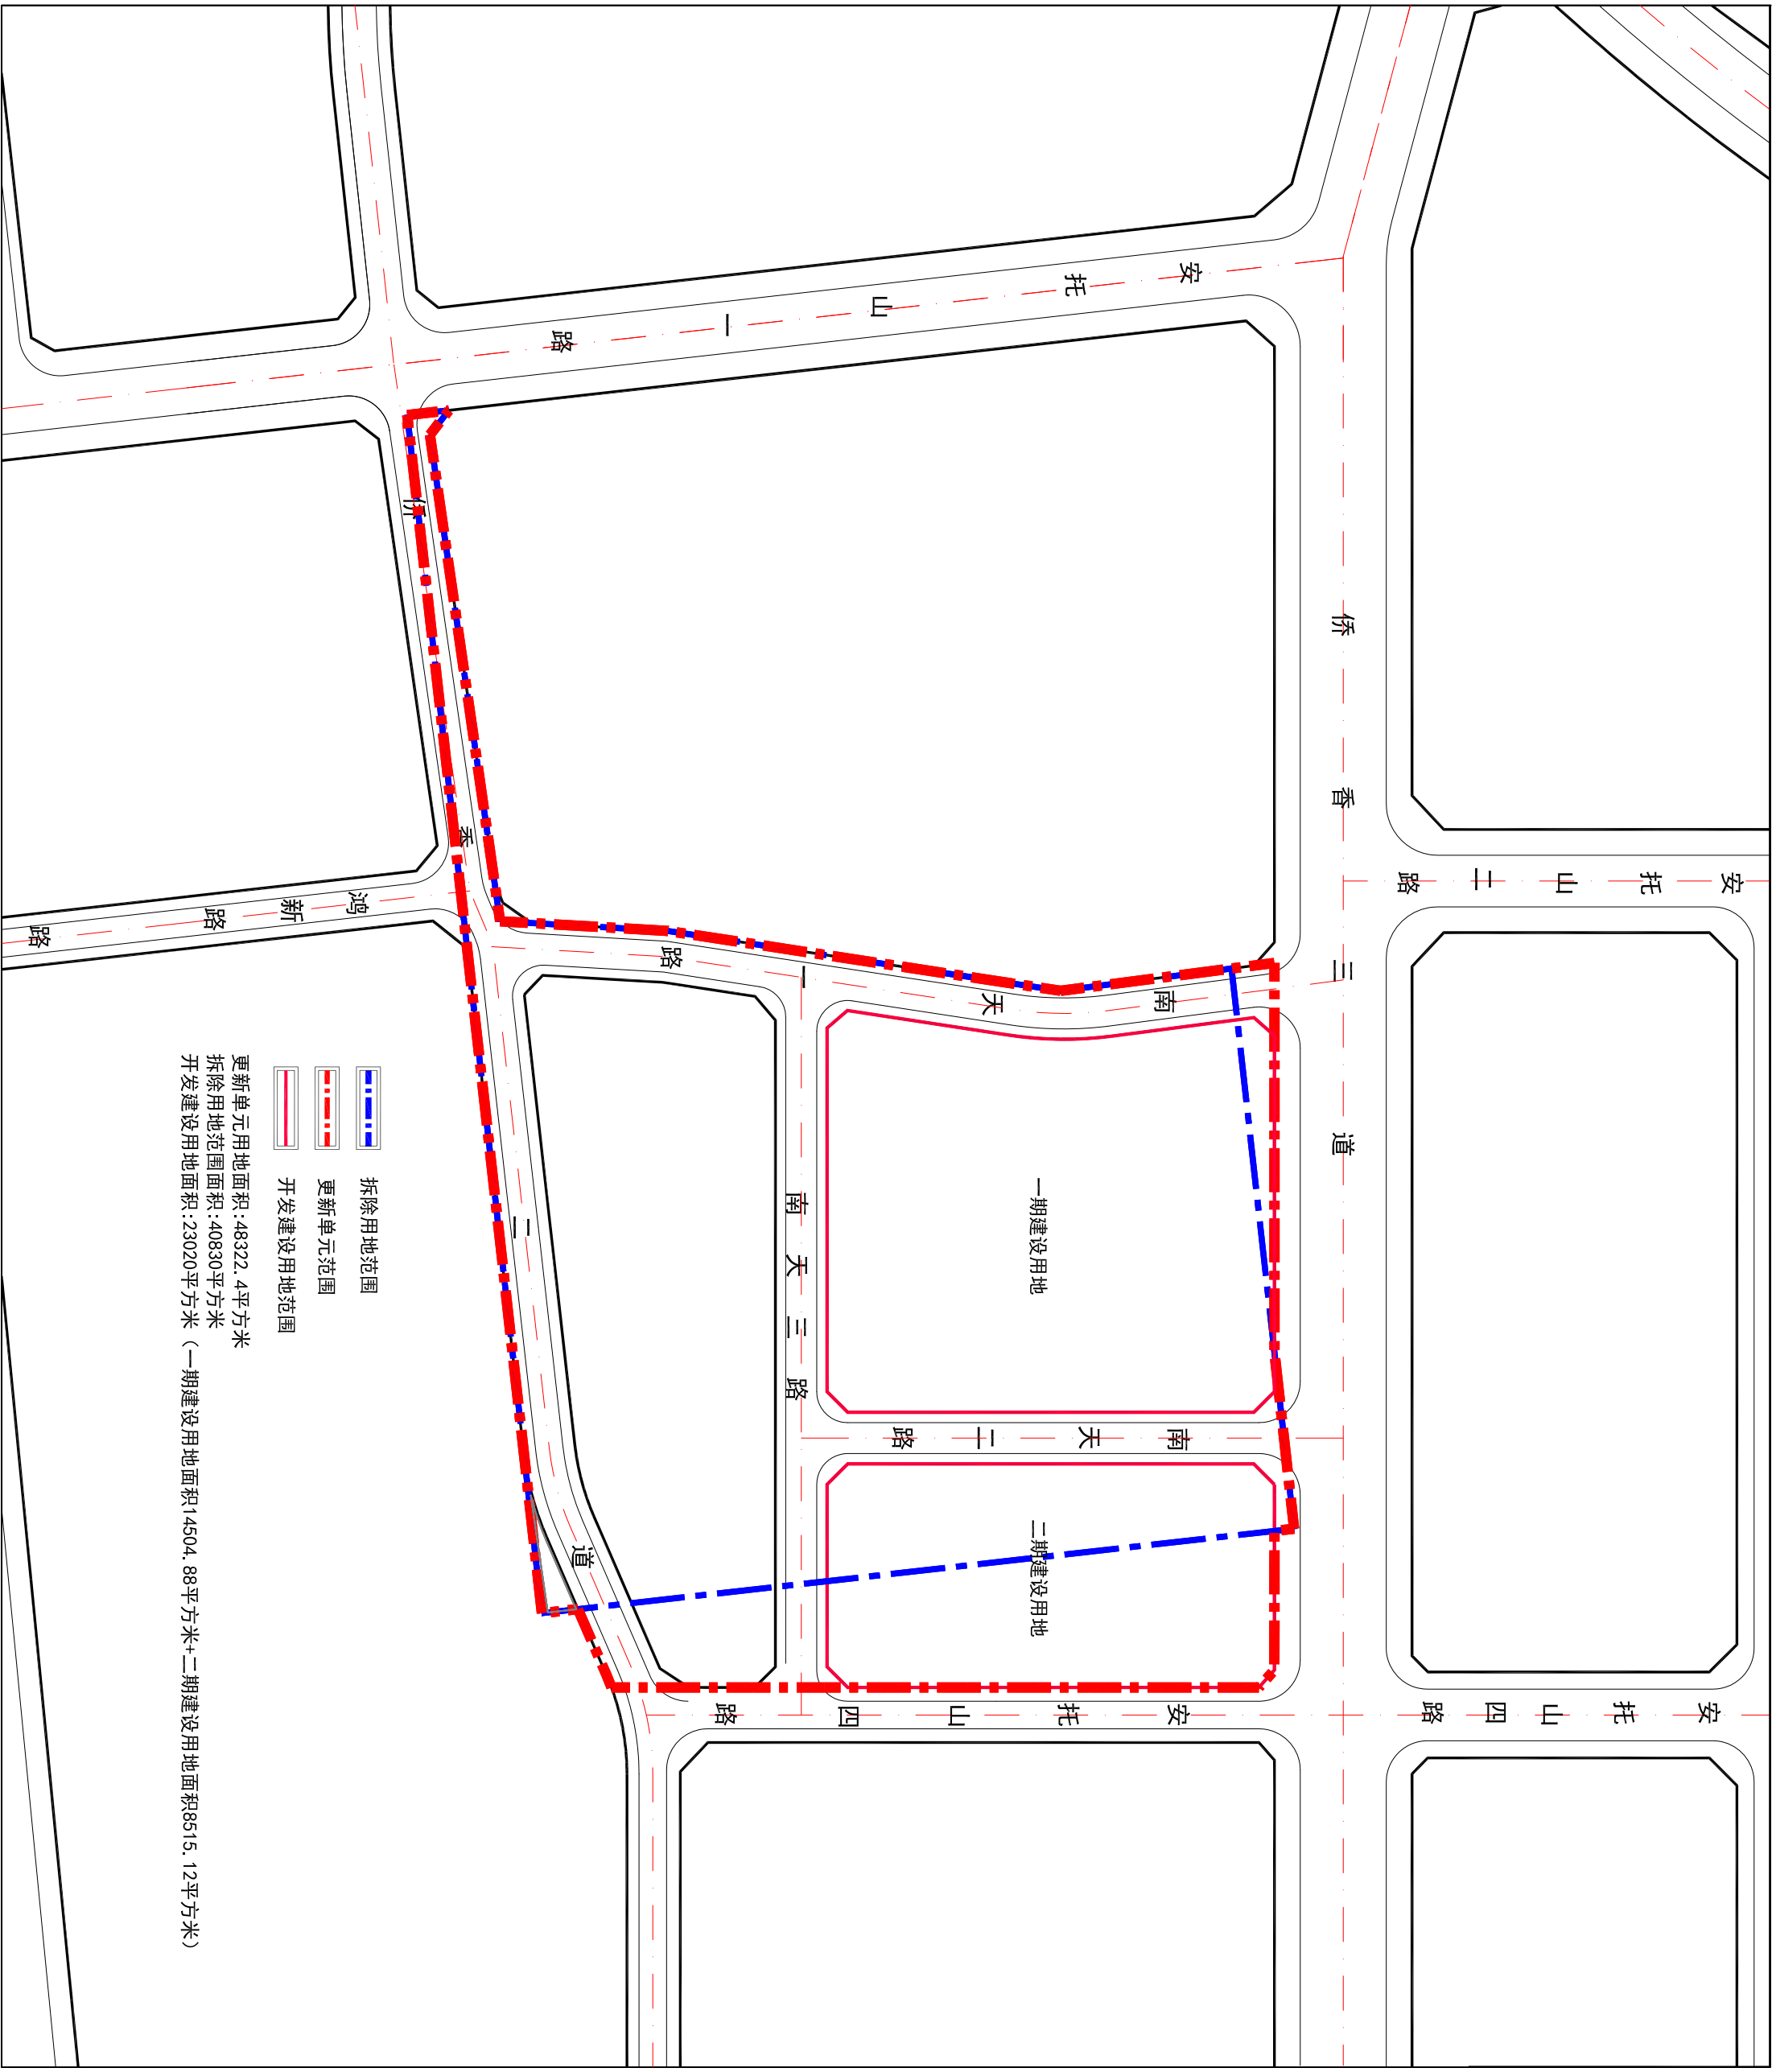 安托山二路
安托山四路
侨香三道
安托山一路
南天一路
南天二路
安托山四路
一期建设用地
二期建设用地
南天三路
侨香二道
鸿新路
路
拆除用地范围
更新单元范围
开发建设用地范围
更新单元用地面积:48322.4平方米
拆除用地范围面积:40830平方米
开发建设用地面积:23020平方米（一期建设用地面积14504.88平方米+二期建设用地面积8515.12平方米）